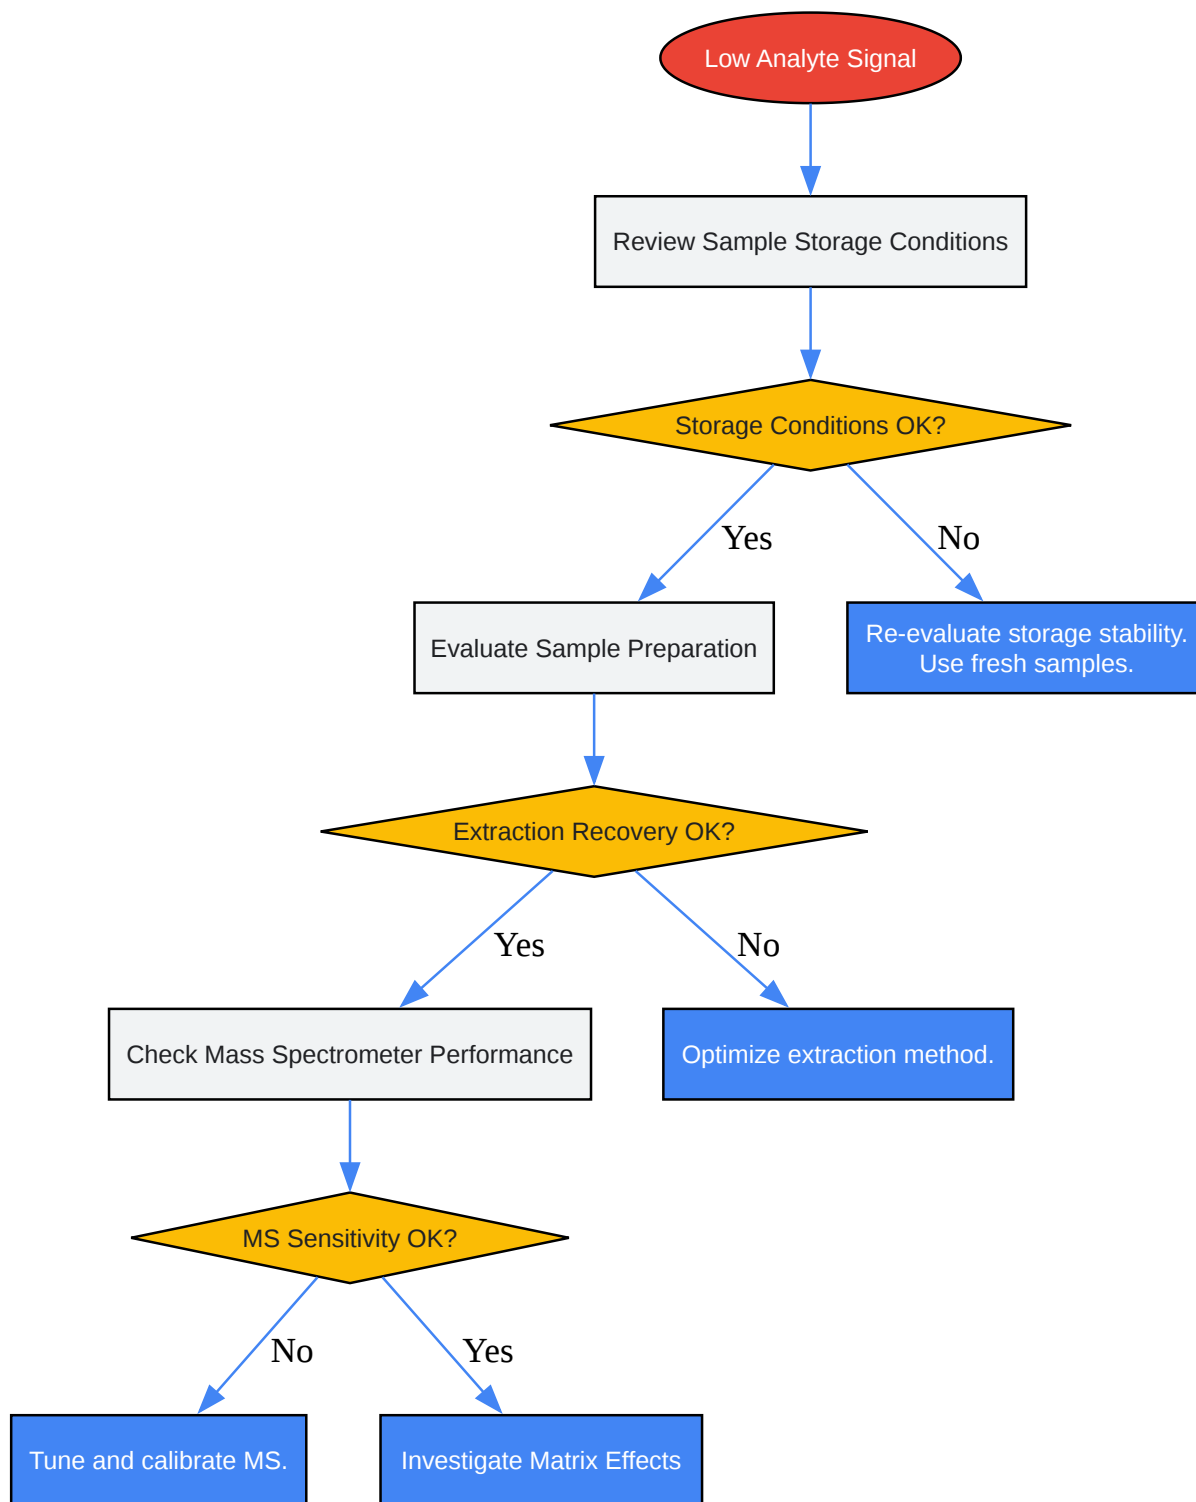 Low Analyte Signal
Review Sample Storage Conditions
Storage Conditions OK?
Yes
No
Evaluate Sample Preparation
Re-evaluate storage stability.
Use fresh samples.
Extraction Recovery OK?
Yes
No
Check Mass Spectrometer Performance
Optimize extraction method.
MS Sensitivity OK?
No
Yes
Tune and calibrate MS.
Investigate Matrix Effects